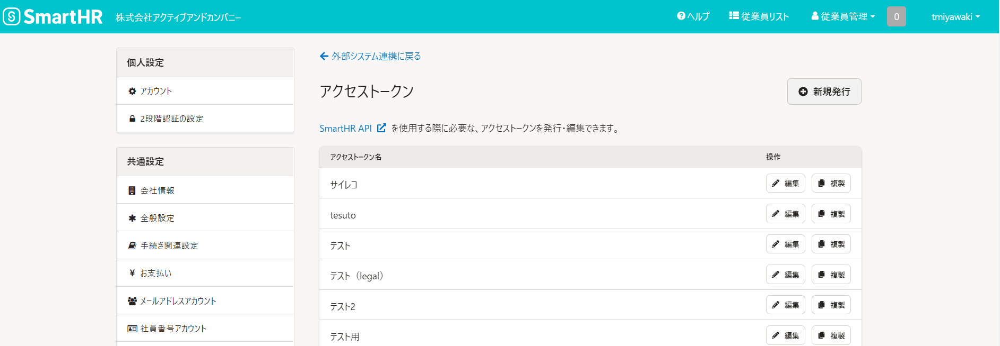 SmartHR 株式会社アクティブアンドカンパニー ヘルプ 従業員リスト 従業員管理 0 tmiyawaki
個人設定
アカウント
2段階認証の設定
共通設定
会社情報
全般設定
手続き関連設定
¥ お支払い
メールアドレスアカウント
社員番号アカウント
外部システム連携に戻る
アクセストークン 新規発行
SmartHR API を使用する際に必要な、アクセストークンを発行・編集できます。
アクセストークン名 操作
サイレコ 編集 複製
tesuto 編集 複製
テスト 編集 複製
テスト（legal） 編集 複製
テスト2 編集 複製
テスト用 編集 複製